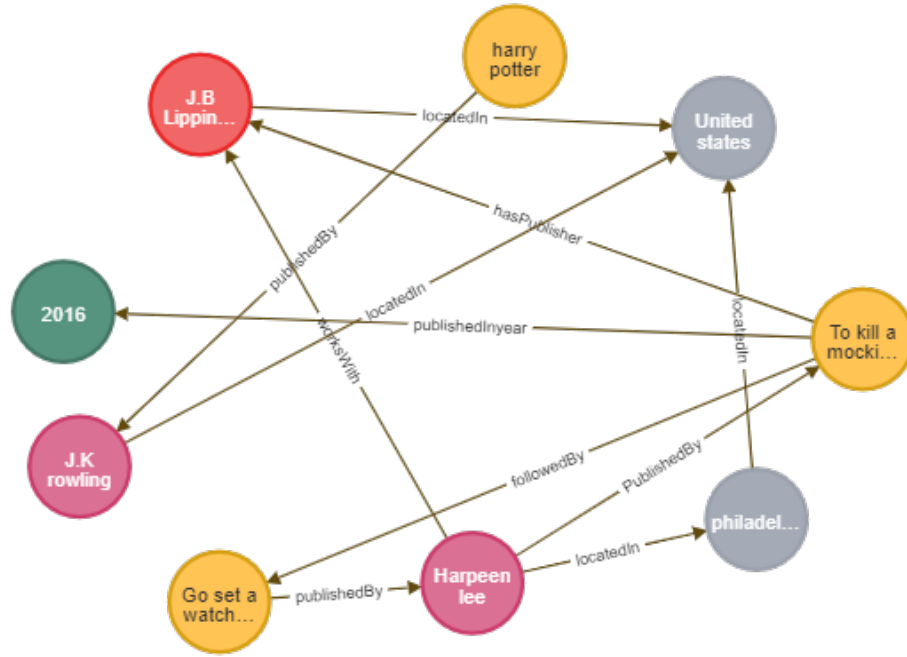 harry
potter
J.B
Lippin…
locatedIn
United
states
hasPublisher
publishedBy
locatedIn
2016
publishedInyear
locatedIn
To kill a
mocki…
worksWith
J.K
rowling
followedBy
PublishedBy
philadel…
locatedIn
Go set a
watch…
publishedBy
Harpeen
lee